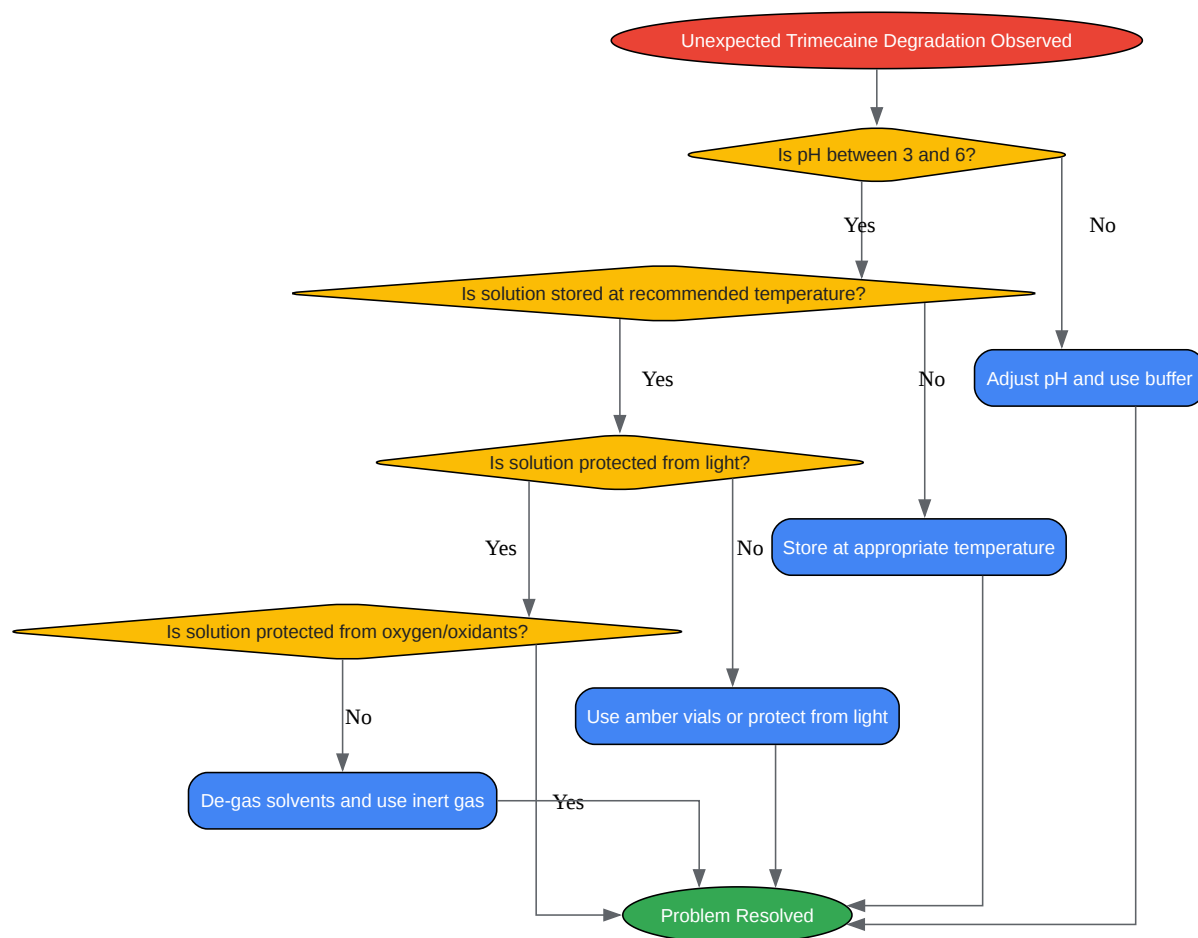 Unexpected Trimecaine Degradation Observed
Is pH between 3 and 6?
Yes
No
Is solution stored at recommended temperature?
Yes
No
Adjust pH and use buffer
Is solution protected from light?
Yes
No
Store at appropriate temperature
Is solution protected from oxygen/oxidants?
No
Use amber vials or protect from light
De-gas solvents and use inert gas
Yes
Problem Resolved